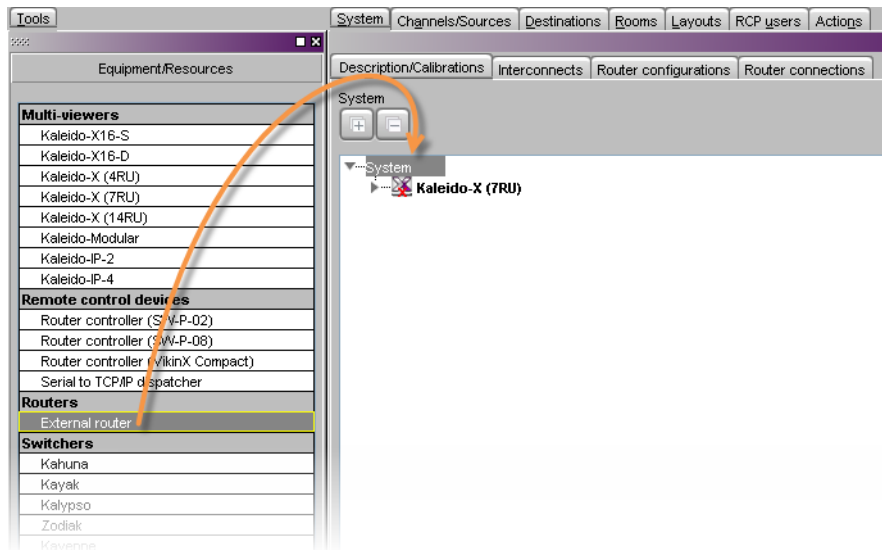 Tools
Equipment/Resources
Multi-viewers
Kaleido-X16-S
Kaleido-X16-D
Kaleido-X (4RU)
Kaleido-X (7RU)
Kaleido-X (14RU)
Kaleido-Modular
Kaleido-IP-2
Kaleido-IP-4
Remote control devices
Router controller (SW-P-02)
Router controller (SW-P-08)
Router controller (VikinX Compact)
Serial to TCP/IP dispatcher
Routers
External router
Switchers
Kahuna
Kayak
Kalypso
Zodiak
Kayenne
System Channels/Sources Destinations Rooms Layouts RCP users Actions
Description/Calibrations Interconnects Router configurations Router connections
System
System
Kaleido-X (7RU)